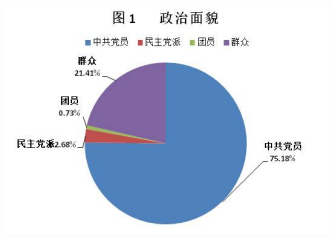 图 1 政治面貌
中共党员 民主党派 团员 群众
群众
21.41%
团员
0.73%
民主党派2.68%
中共党员
75.18%